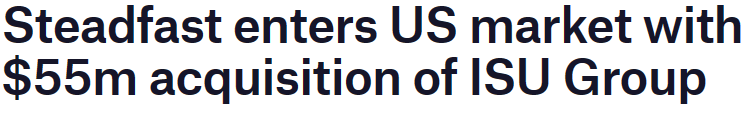 Steadfast enters US market with
$55m acquisition of ISU Group